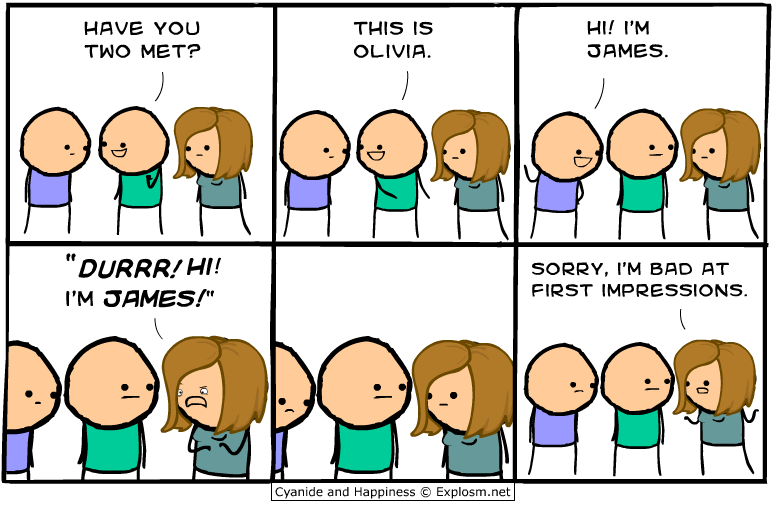 HAVE YOU
TWO MET?
THIS IS
OLIVIA.
HI! I'M
JAMES.
"DURRR! HI!
I'M JAMES!"
SORRY, I'M BAD AT
FIRST IMPRESSIONS.
Cyanide and Happiness © Explosm.net